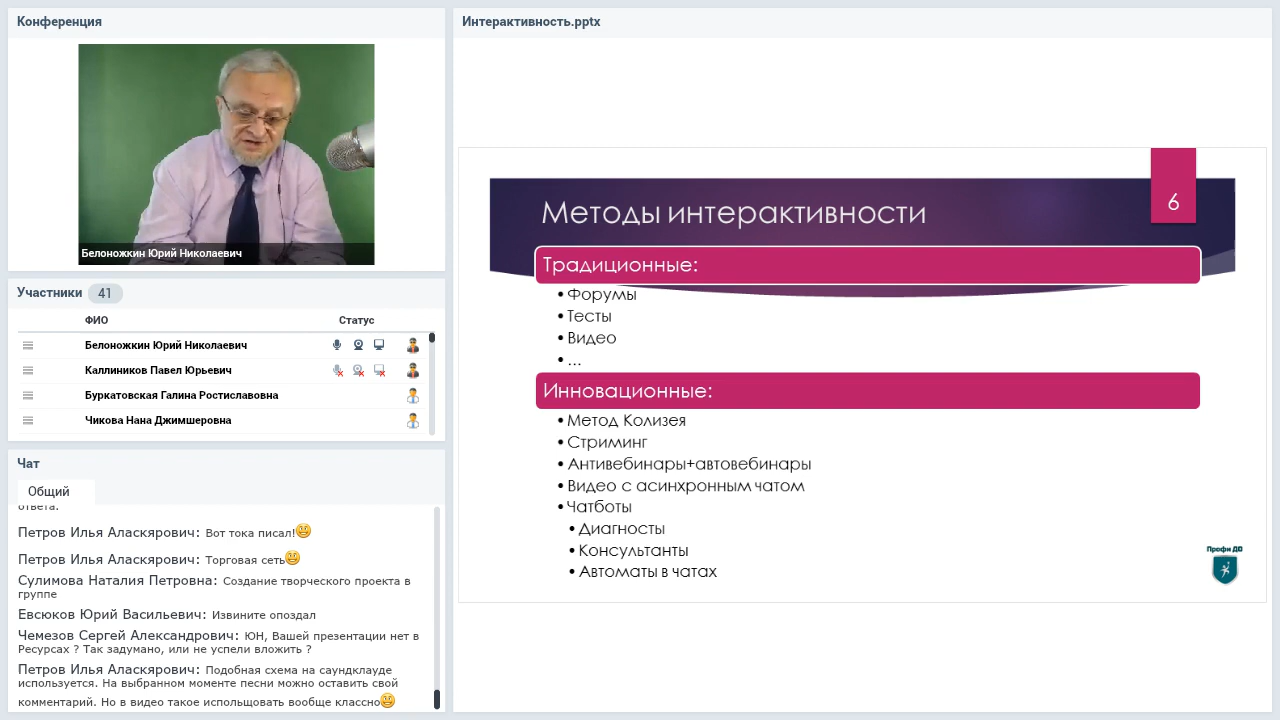 Конференция
Белоножкин Юрий Николаевич
Участники 41
ФИО Статус
Белоножкин Юрий Николаевич
Каллиников Павел Юрьевич
Буркатовская Галина Ростиславовна
Чикова Нана Джимшеровна
Чат
Общий
ответа.
Петров Илья Аласкярович: Вот тока писал!
Петров Илья Аласкярович: Торговая сеть
Сулимова Наталия Петровна: Создание творческого проекта в
группе
Евсюков Юрий Васильевич: Извините опоздал
Чемезов Сергей Александрович: ЮН, Вашей презентации нет в
Ресурсах ? Так задумано, или не успели вложить ?
Петров Илья Аласкярович: Подобная схема на саундклауде
используется. На выбранном моменте песни можно оставить свой
комментарий. Но в видео такое испольщовать вообще классно
Интерактивность.pptx
6
Методы интерактивности
Традиционные:
• Форумы
• Тесты
• Видео
• ...
Инновационные:
• Метод Колизея
• Стриминг
• Антивебинары+автовебинары
• Видео с асинхронным чатом
• Чатботы
• Диагносты
• Консультанты
• Автоматы в чатах
Профи ДО